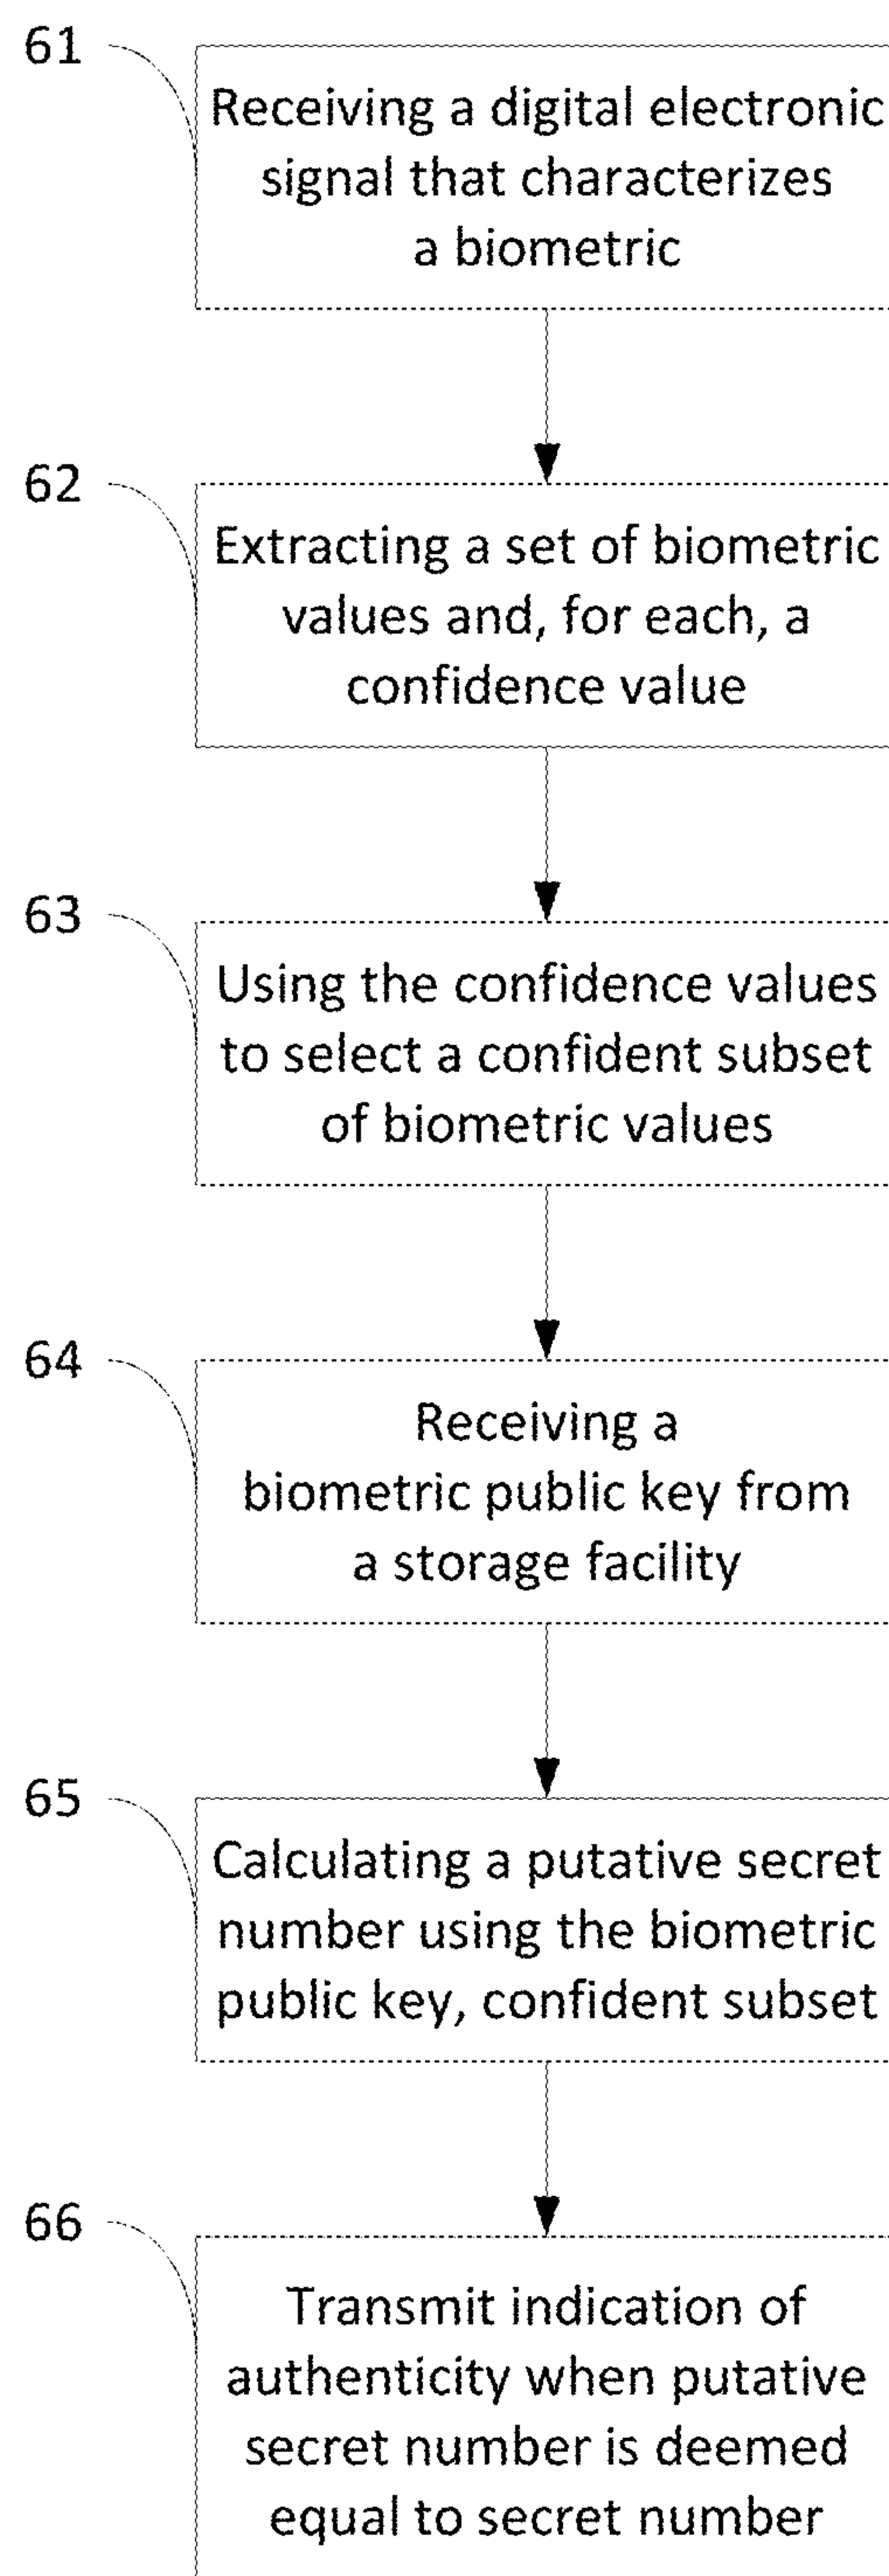 61
Receiving a digital electronic
signal that characterizes
a biometric
62
Extracting a set of biometric
values and, for each, a
confidence value
63
Using the confidence values
to select a confident subset
of biometric values
64
Receiving a
biometric public key from
a storage facility
65
Calculating a putative secret
number using the biometric
public key, confident subset
66
Transmit indication of
authenticity when putative
secret number is deemed
equal to secret number